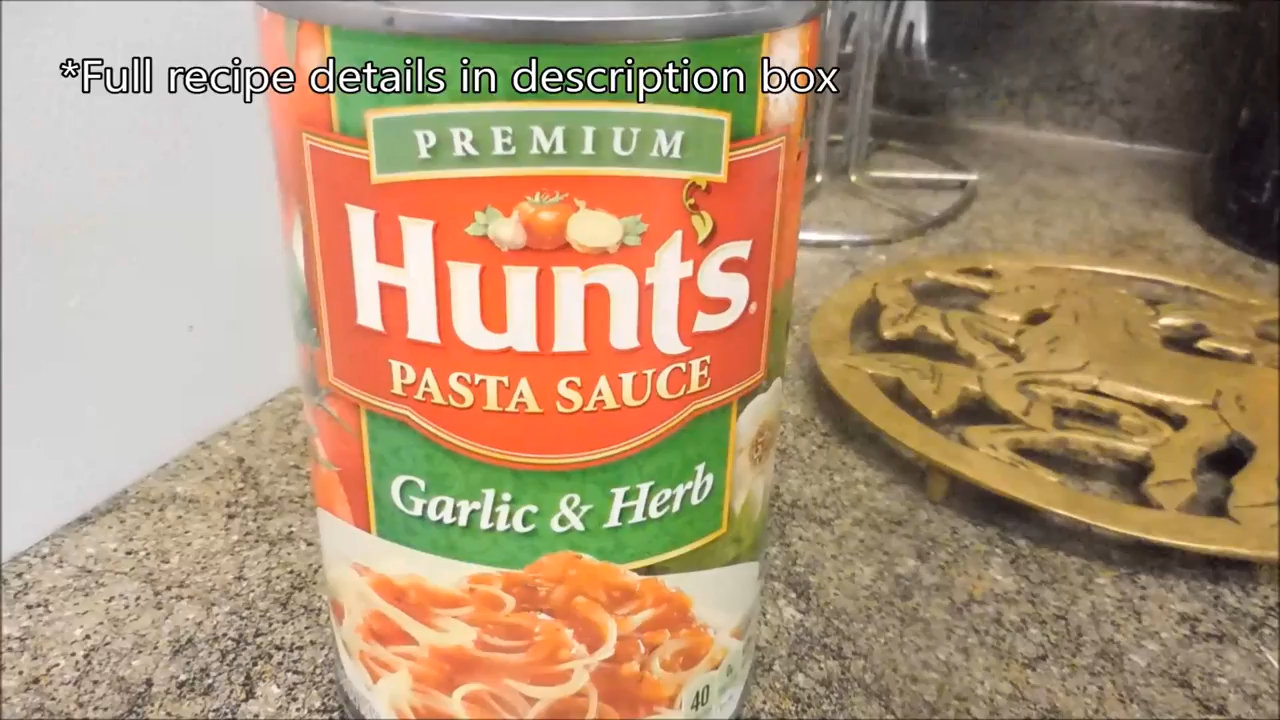 *Full recipe details in description box
PREMIUM
Hunt's
PASTA SAUCE
Garlic & Herb
40